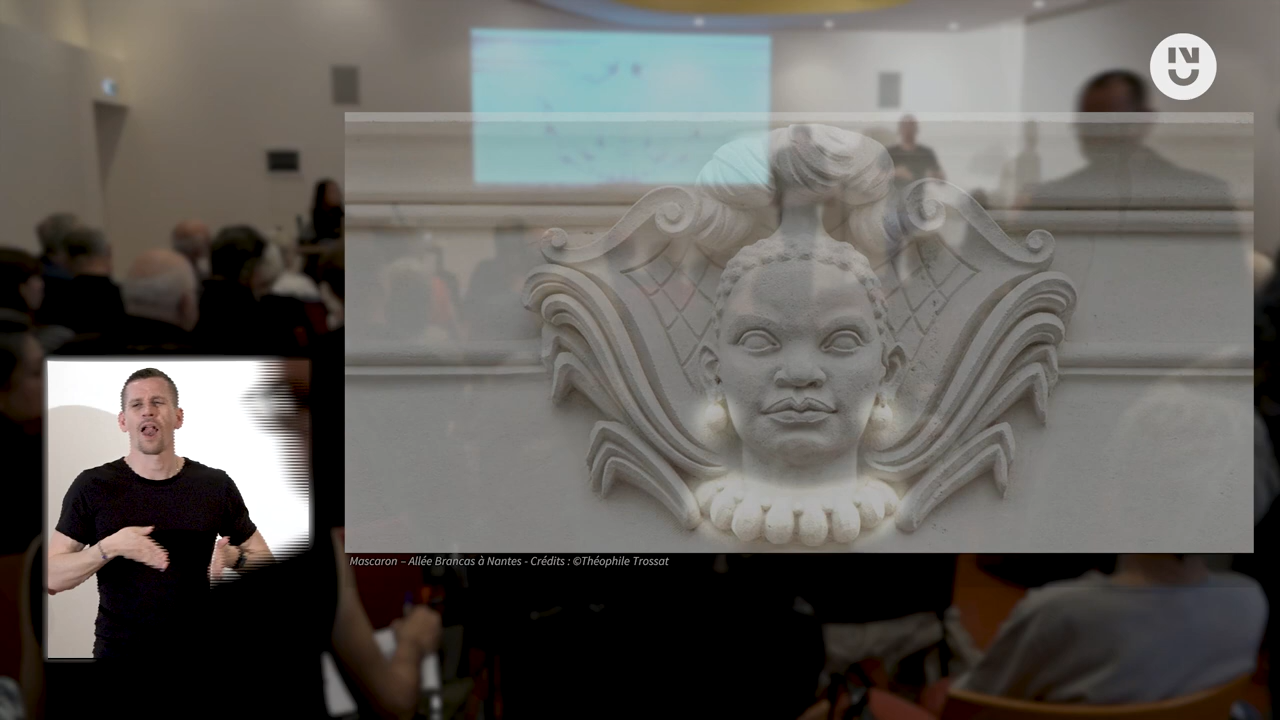 Mascaron – Allée Brancas à Nantes - Crédits : ©Théophile Trossat